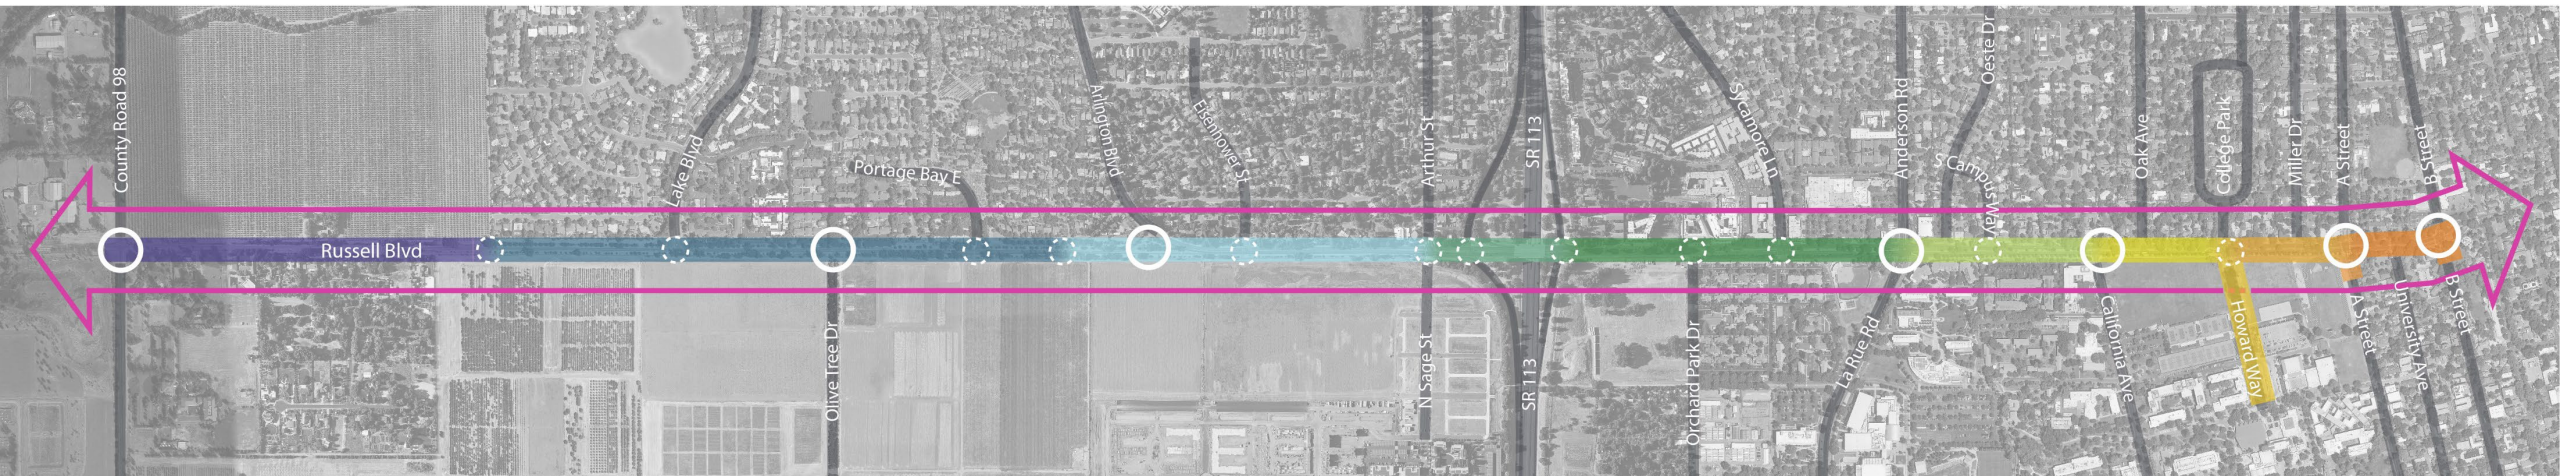 County Road 98
Russell Blvd
Lake Blvd
Olive Tree Dr
Portage Bay E
Arlington Blvd
Eisenhower St
Arthur St
N Sage St
SR 113
SR 113
Orchard Park Dr
Sycamore Ln
Anderson Rd
La Rue Rd
Oeste Dr
S Campus Way
California Ave
Oak Ave
College Park
Howard Way
Miller Dr
A Street
A Street
University Ave
B Street
B Street